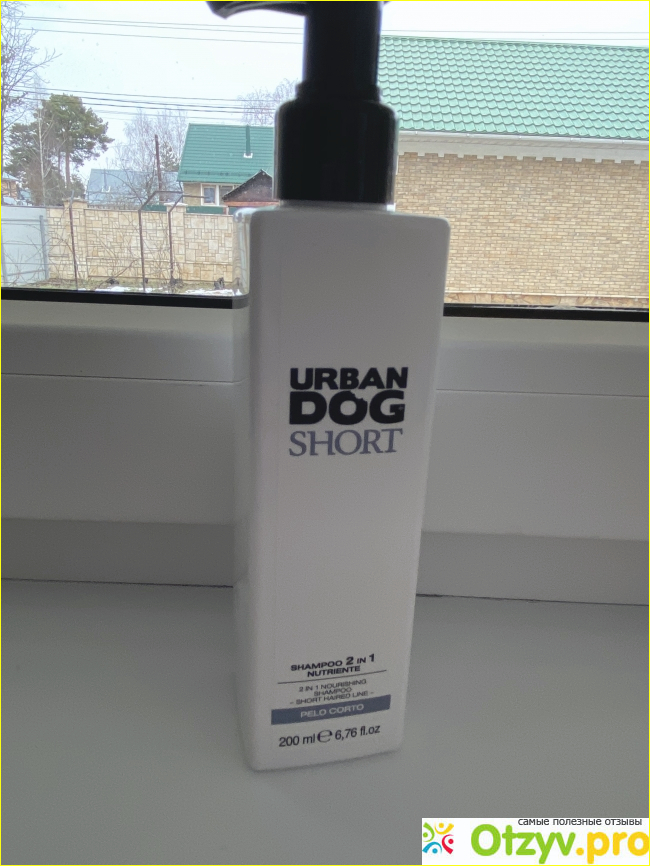 URBAN
DOG
SHORT
SHAMPOO 2 IN 1
NUTRIENTE
2 IN 1 NOURISHING
SHAMPOO
- SHORT HAIRED LINE -
PELO CORTO
200 ml ℮ 6,76 fl.oz
самые полезные отзывы
Otzyv.pro